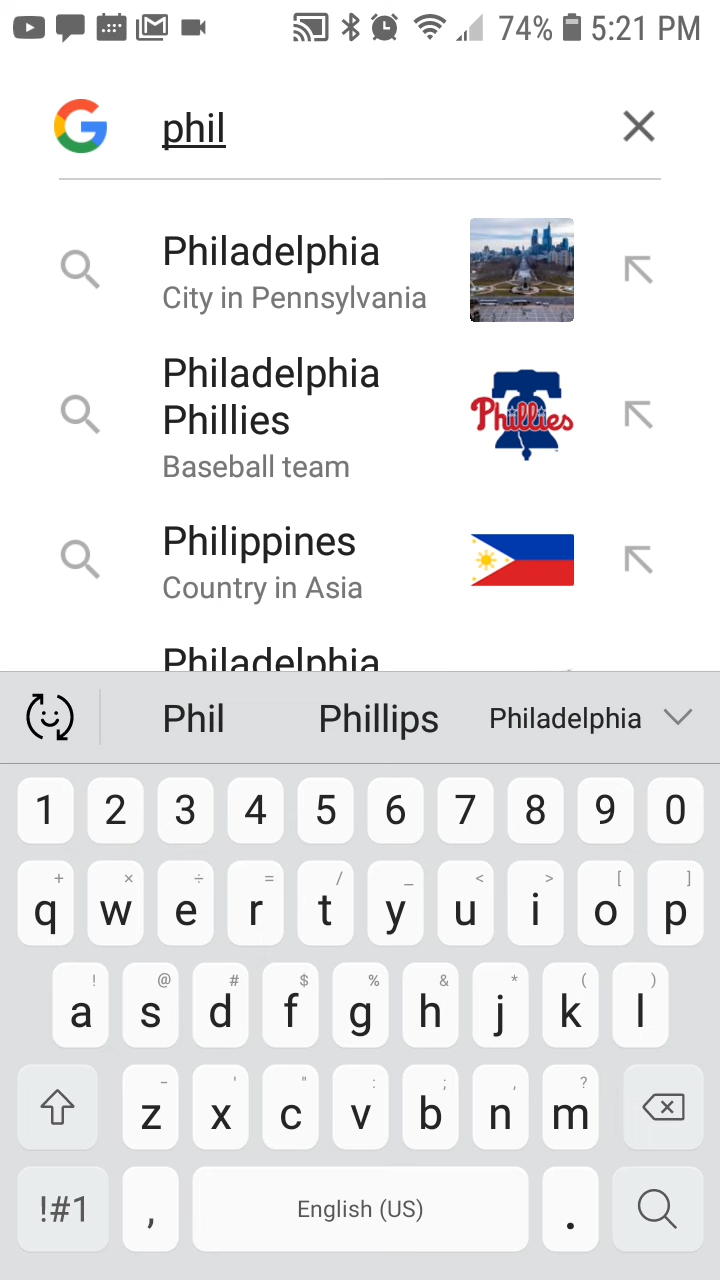 74% 5:21 PM
phil
Philadelphia
City in Pennsylvania
Philadelphia
Phillies
Baseball team
Phillies
Philippines
Country in Asia
Philadelphia
Phil Phillips Philadelphia
1 2 3 4 5 6 7 8 9 0
+ × ÷ = / _ < > [ ]
q w e r t y u i o p
! @ # $ % & * ( )
a s d f g h j k l
- ' " : ; , ?
z x c v b n m
!#1 , English (US) .